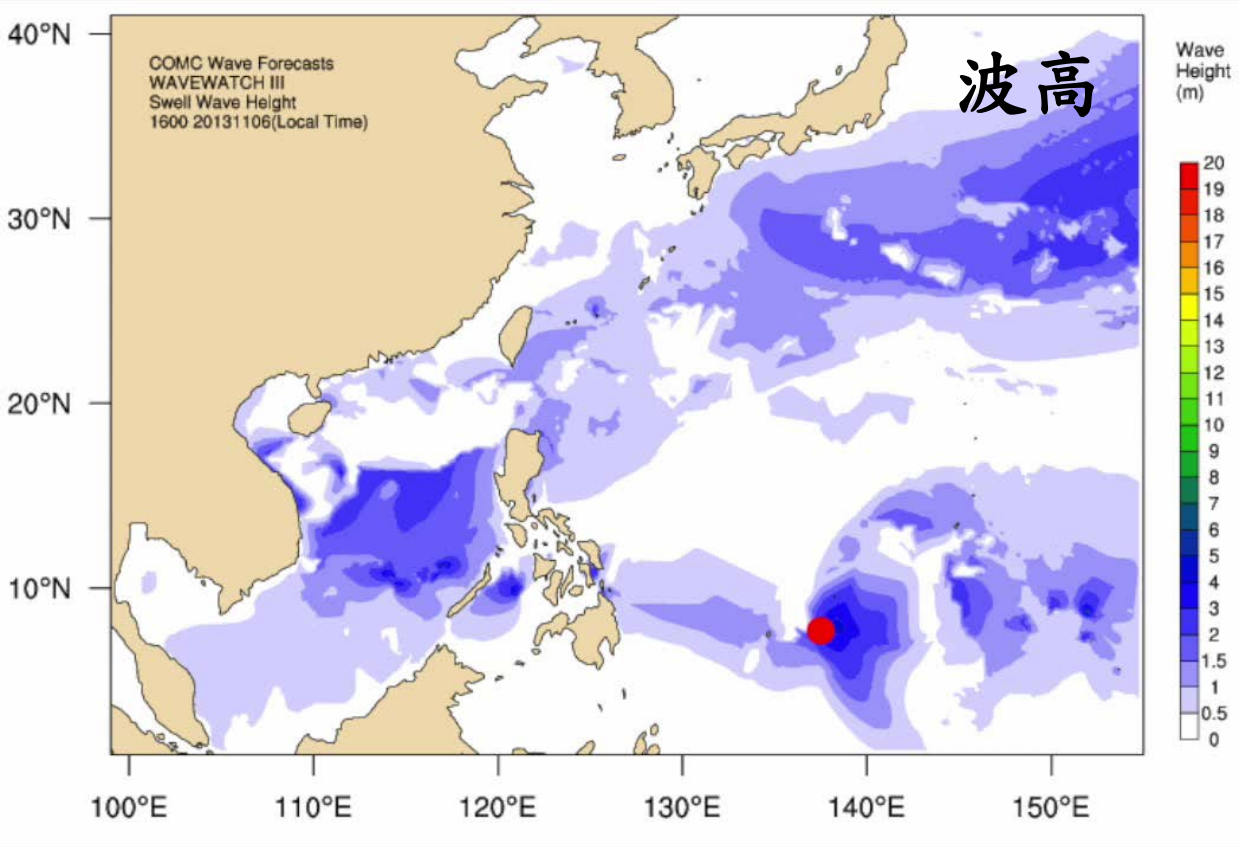 COMC Wave Forecasts
WAVEWATCH III
Swell Wave Height
1600 20131106(Local Time)
波高
Wave
Height
(m)
40°N
30°N
20°N
10°N
100°E
110°E
120°E
130°E
140°E
150°E
20
19
18
17
16
15
14
13
12
11
10
9
8
7
6
5
4
3
2
1.5
1
0.5
0